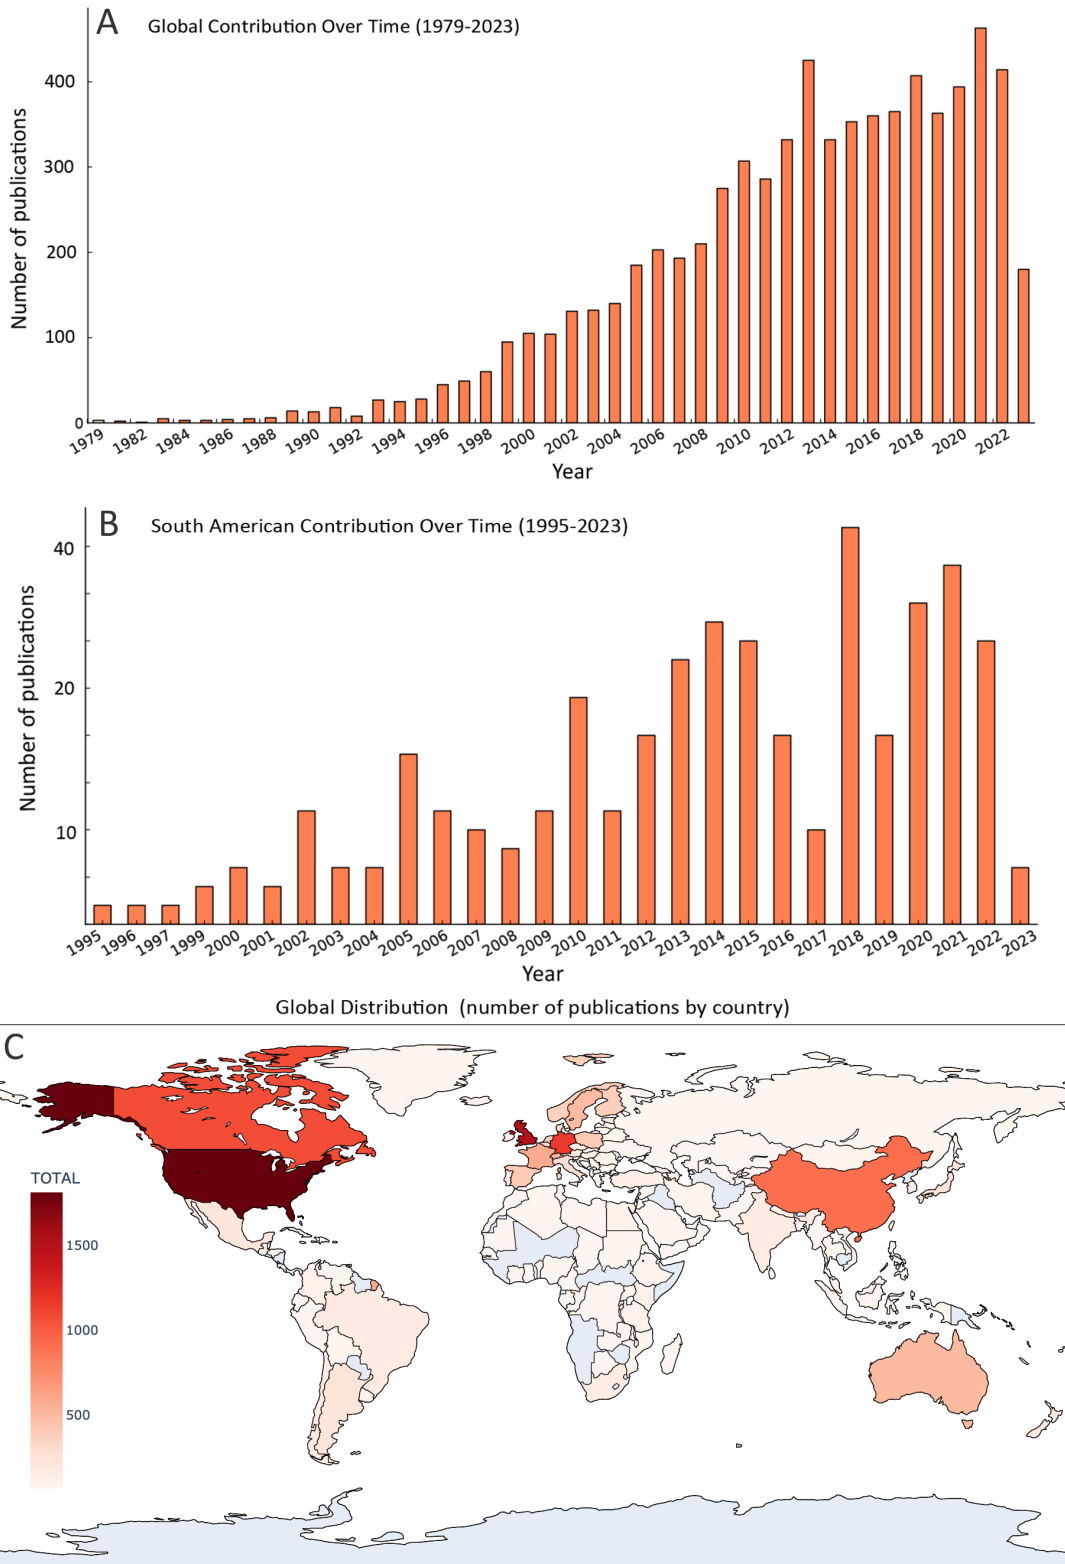 A
Global Contribution Over Time (1979-2023)
Number of publications
400
300
200
100
0
1979 1982 1984 1986 1988 1990 1992 1994 1996 1998 2000 2002 2004 2006 2008 2010 2012 2014 2016 2018 2020 2022
Year
B
South American Contribution Over Time (1995-2023)
Number of publications
40
20
10
1995 1996 1997 1999 2000 2001 2002 2003 2004 2005 2006 2007 2008 2009 2010 2011 2012 2013 2014 2015 2016 2017 2018 2019 2020 2021 2022 2023
Year
Global Distribution (number of publications by country)
C
TOTAL
1500
1000
500